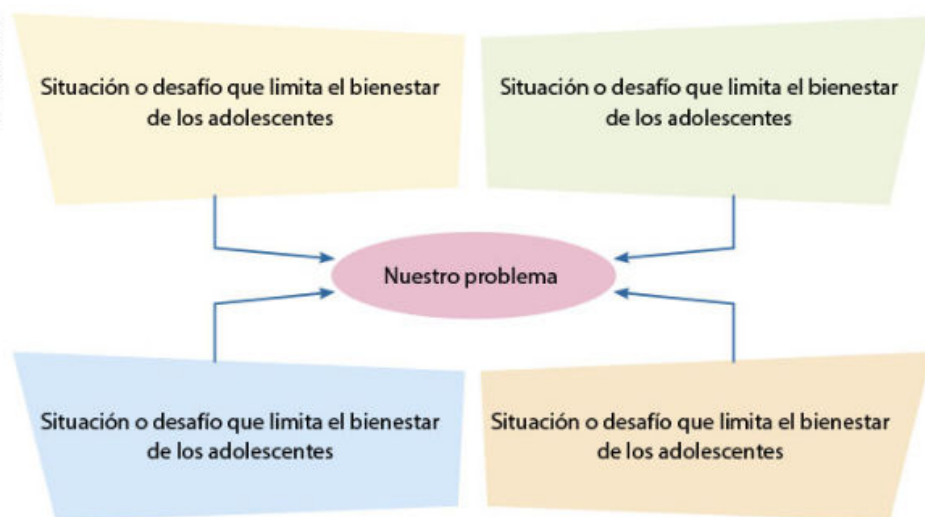 Situación o desafío que limita el bienestar
de los adolescentes
Situación o desafío que limita el bienestar
de los adolescentes
Nuestro problema
Situación o desafío que limita el bienestar
de los adolescentes
Situación o desafío que limita el bienestar
de los adolescentes